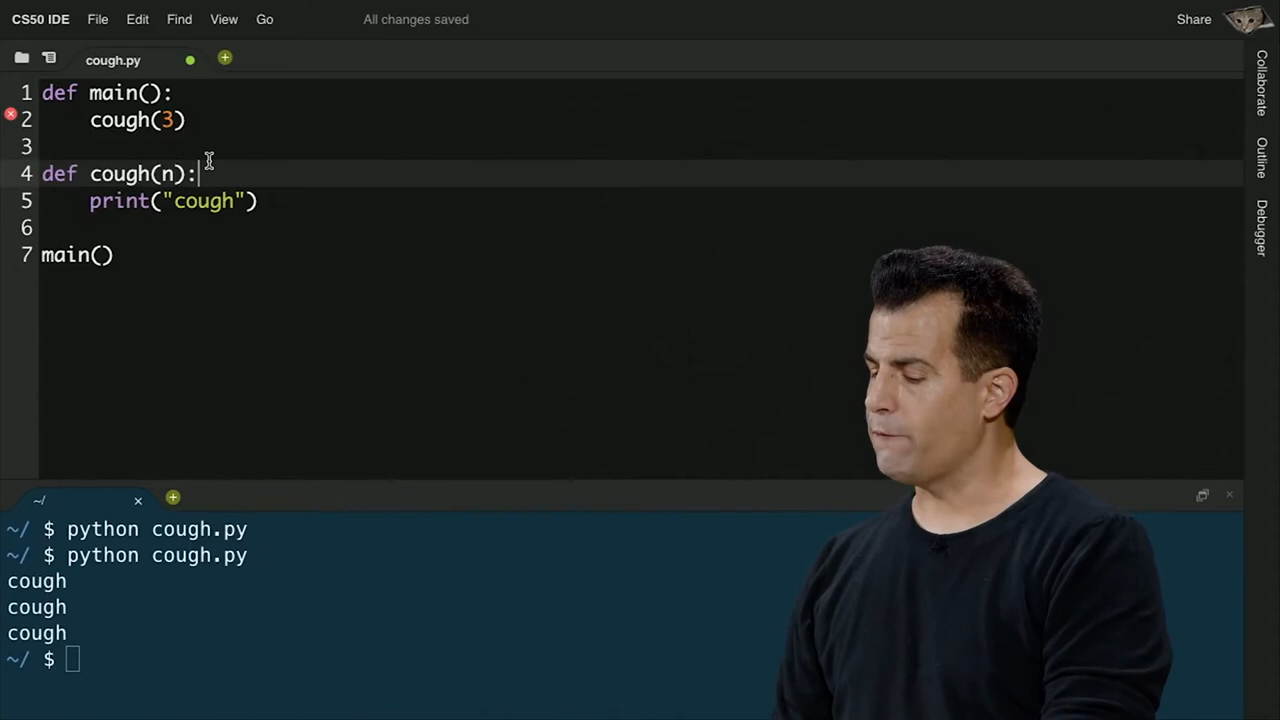 CS50 IDE File Edit Find View Go All changes saved Share
cough.py
1 def main():
2 cough(3)
3
4 def cough(n):
5 print("cough")
6
7 main()
Collaborate
Outline
Debugger
~/
~/ $ python cough.py
~/ $ python cough.py
cough
cough
cough
~/ $